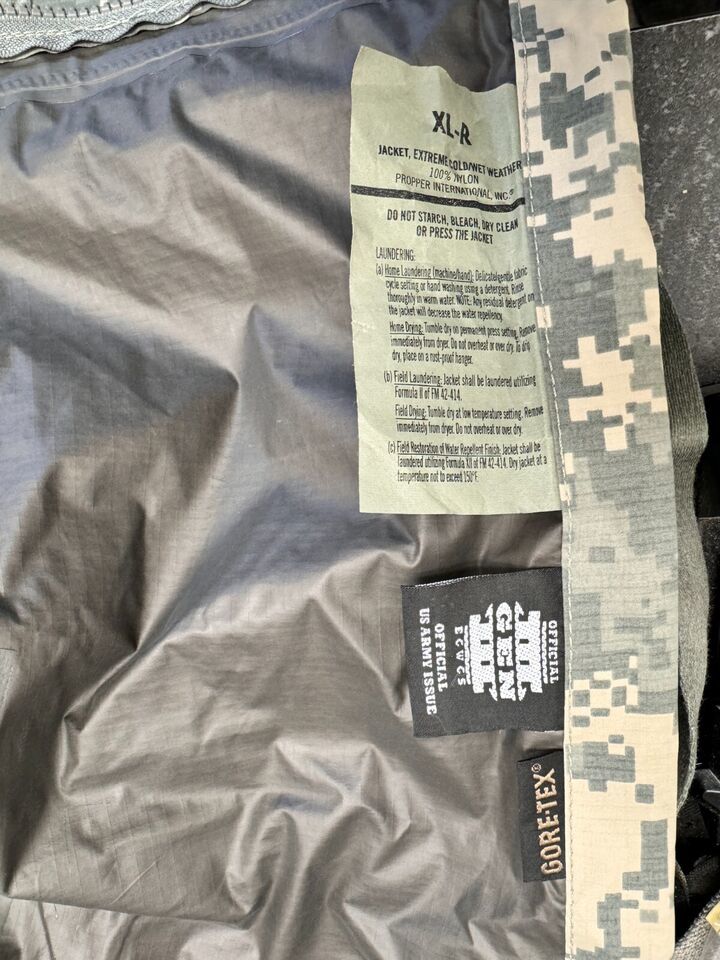 XL-R
JACKET, EXTREME COLD/WET WEATHER
100% NYLON
PROPPER INTERNATIONAL, INC.®
DO NOT STARCH, BLEACH, DRY CLEAN
OR PRESS THE JACKET
LAUNDERING:
(a) Home Laundering (machine/hand): Delicate/gentle fabric
cycle setting or hand washing using a detergent. Rinse
thoroughly in warm water. NOTE: Any residual detergent on
the jacket will decrease the water repellency.
Home Drying: Tumble dry on permanent press setting. Remove
immediately from dryer. Do not overheat or over dry. To drip
dry, place on a rust-proof hanger.
(b) Field Laundering: Jacket shall be laundered utilizing
Formula II of FM 42-414.
Field Drying: Tumble dry at low temperature setting. Remove
immediately from dryer. Do not overheat or over dry.
(c) Field Restoration of Water Repellent Finish: Jacket shall be
laundered utilizing Formula XII of FM 42-414. Dry jacket at a
temperature not to exceed 150°F.
OFFICIAL
GEN
III
ECWCS
OFFICIAL
US ARMY ISSUE
GORE-TEX®